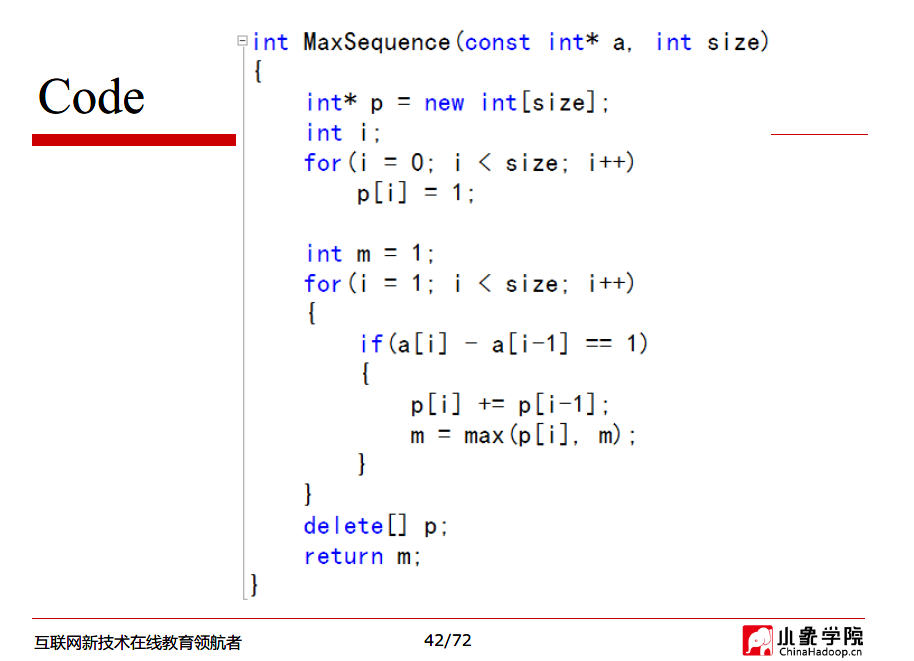 Code
int MaxSequence(const int* a, int size)
{
    int* p = new int[size];
    int i;
    for(i = 0; i < size; i++)
        p[i] = 1;

    int m = 1;
    for(i = 1; i < size; i++)
    {
        if(a[i] - a[i-1] == 1)
        {
            p[i] += p[i-1];
            m = max(p[i], m);
        }
    }
    delete[] p;
    return m;
}
互联网新技术在线教育领航者
42/72
小象学院
ChinaHadoop.cn